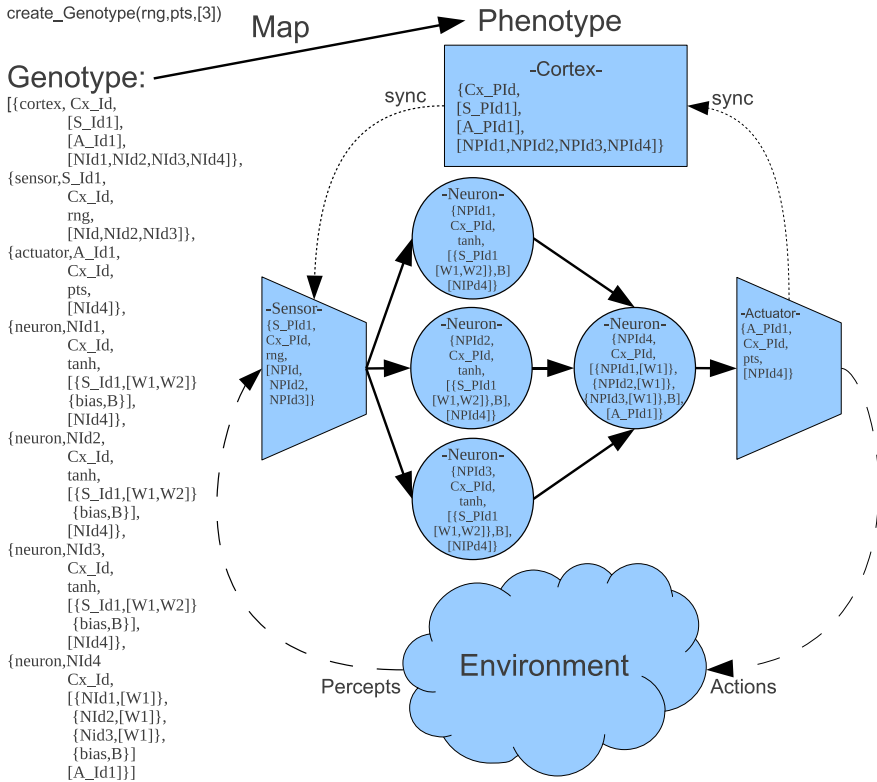 create_Genotype(rng,pts,[3])
Map
Phenotype
Genotype:
[{cortex, Cx_Id,
[S_Id1],
[A_Id1],
[NId1,NId2,NId3,NId4]},
{sensor,S_Id1,
Cx_Id,
rng,
[NId,NId2,NId3]},
{actuator,A_Id1,
Cx_Id,
pts,
[NId4]},
{neuron,NId1,
Cx_Id,
tanh,
[{S_Id1,[W1,W2]}
{bias,B}],
[NId4]},
{neuron,NId2,
Cx_Id,
tanh,
[{S_Id1,[W1,W2]}
{bias,B}],
[NId4]},
{neuron,NId3,
Cx_Id,
tanh,
[{S_Id1,[W1,W2]}
{bias,B}],
[NId4]},
{neuron,NId4
Cx_Id,
[{NId1,[W1]},
{NId2,[W1]},
{Nid3,[W1]},
{bias,B}]
[A_Id1]}]
-Cortex-
{Cx_PId,
[S_PId1],
[A_PId1],
[NPId1,NPId2,NPId3,NPId4]}
sync
sync
-Sensor-
{S_PId1,
Cx_PId,
rng,
[NPId,
NPId2,
NPId3]}
-Neuron-
{NPId1,
Cx_PId,
tanh,
[{S_PId1
[W1,W2]},B]
[NIPd4]}
-Neuron-
{NPId2,
Cx_PId,
tanh,
[{S_PId1
[W1,W2]},B],
[NPId4]}
-Neuron-
{NPId3,
Cx_PId,
tanh,
[{S_PId1
[W1,W2]},B],
[NIPd4]}
-Neuron-
{NPId4,
Cx_PId,
[{NPId1,[W1]},
{NPId2,[W1]},
{NPId3,[W1]},B],
[A_PId1]}
-Actuator-
{A_PId1,
Cx_PId,
pts,
[NPId4]}
Environment
Percepts
Actions